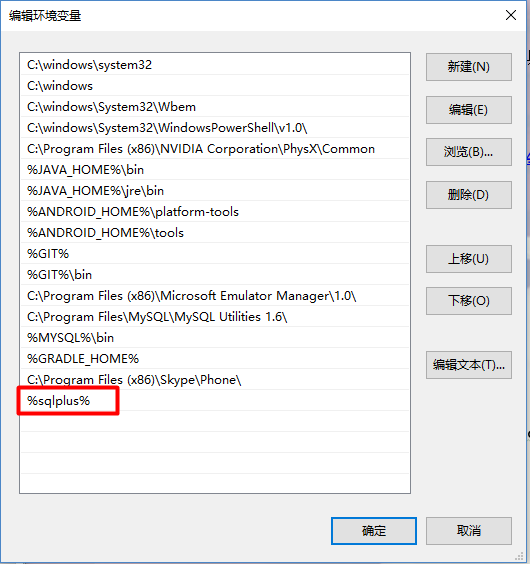 编辑环境变量
C:\windows\system32
C:\windows
C:\windows\System32\Wbem
C:\windows\System32\WindowsPowerShell\v1.0\
C:\Program Files (x86)\NVIDIA Corporation\PhysX\Common
%JAVA_HOME%\bin
%JAVA_HOME%\jre\bin
%ANDROID_HOME%\platform-tools
%ANDROID_HOME%\tools
%GIT%
%GIT%\bin
C:\Program Files (x86)\Microsoft Emulator Manager\1.0\
C:\Program Files\MySQL\MySQL Utilities 1.6\
%MYSQL%\bin
%GRADLE_HOME%
C:\Program Files (x86)\Skype\Phone\
%sqlplus%
新建(N)
编辑(E)
浏览(B)...
删除(D)
上移(U)
下移(O)
编辑文本(T)...
确定
取消